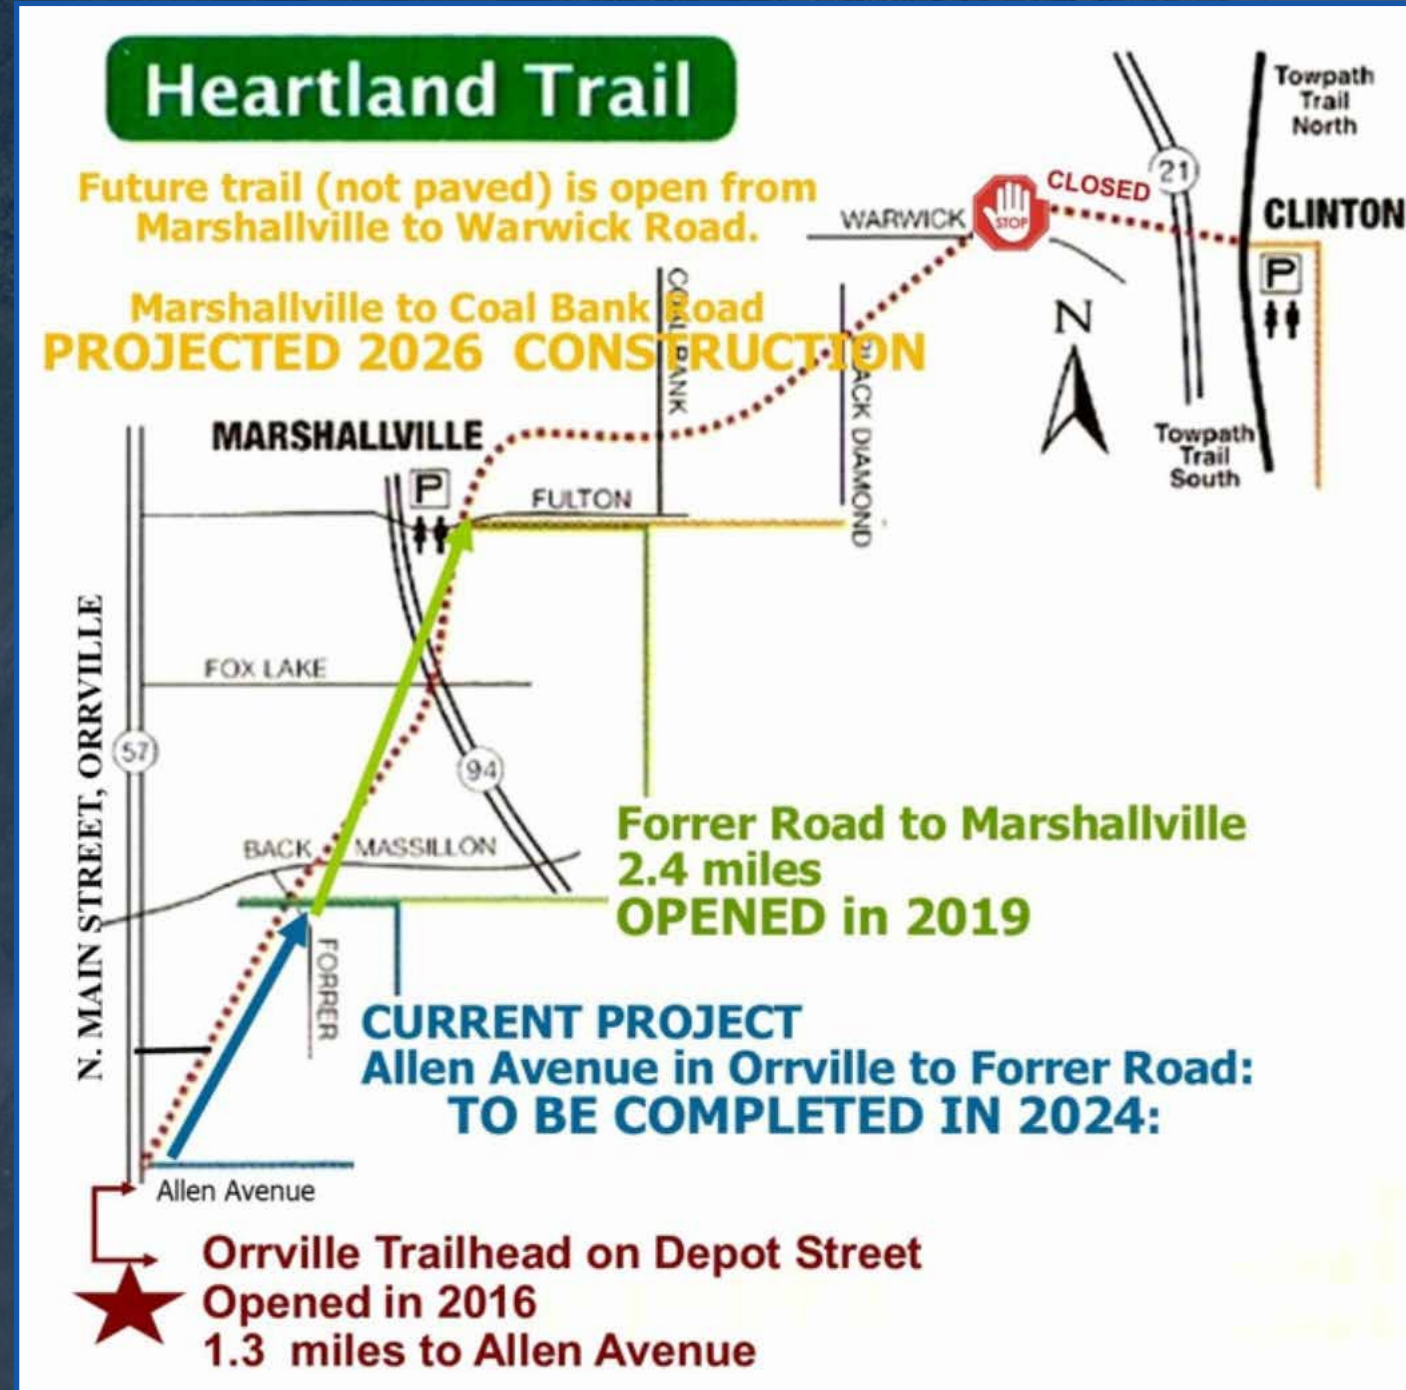 Heartland Trail
Future trail (not paved) is open from
Marshallville to Warwick Road.
Marshallville to Coal Bank Road
PROJECTED 2026 CONSTRUCTION
WARWICK
STOP
CLOSED
21
Towpath
Trail
North
CLINTON
P
N
Towpath
Trail
South
COAL BANK
BLACK DIAMOND
MARSHALLVILLE
P
FULTON
FOX LAKE
N. MAIN STREET, ORRVILLE
57
94
BACK MASSILLON
FORRER
Forrer Road to Marshallville
2.4 miles
OPENED in 2019
CURRENT PROJECT
Allen Avenue in Orrville to Forrer Road:
TO BE COMPLETED IN 2024:
Allen Avenue
Orrville Trailhead on Depot Street
Opened in 2016
1.3 miles to Allen Avenue